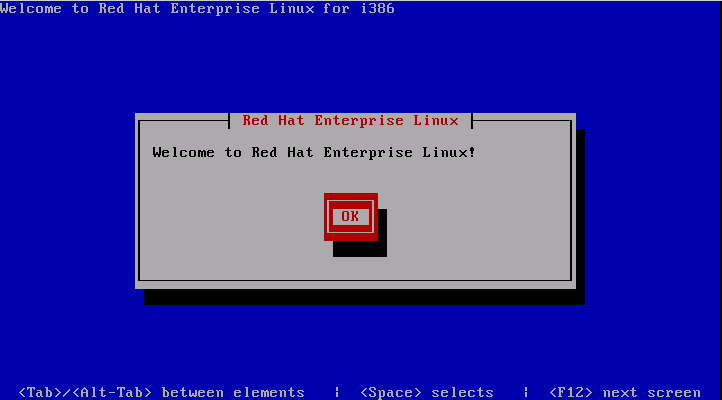 Welcome to Red Hat Enterprise Linux for i386
Red Hat Enterprise Linux
Welcome to Red Hat Enterprise Linux!
OK
<Tab>/<Alt-Tab> between elements | <Space> selects | <F12> next screen